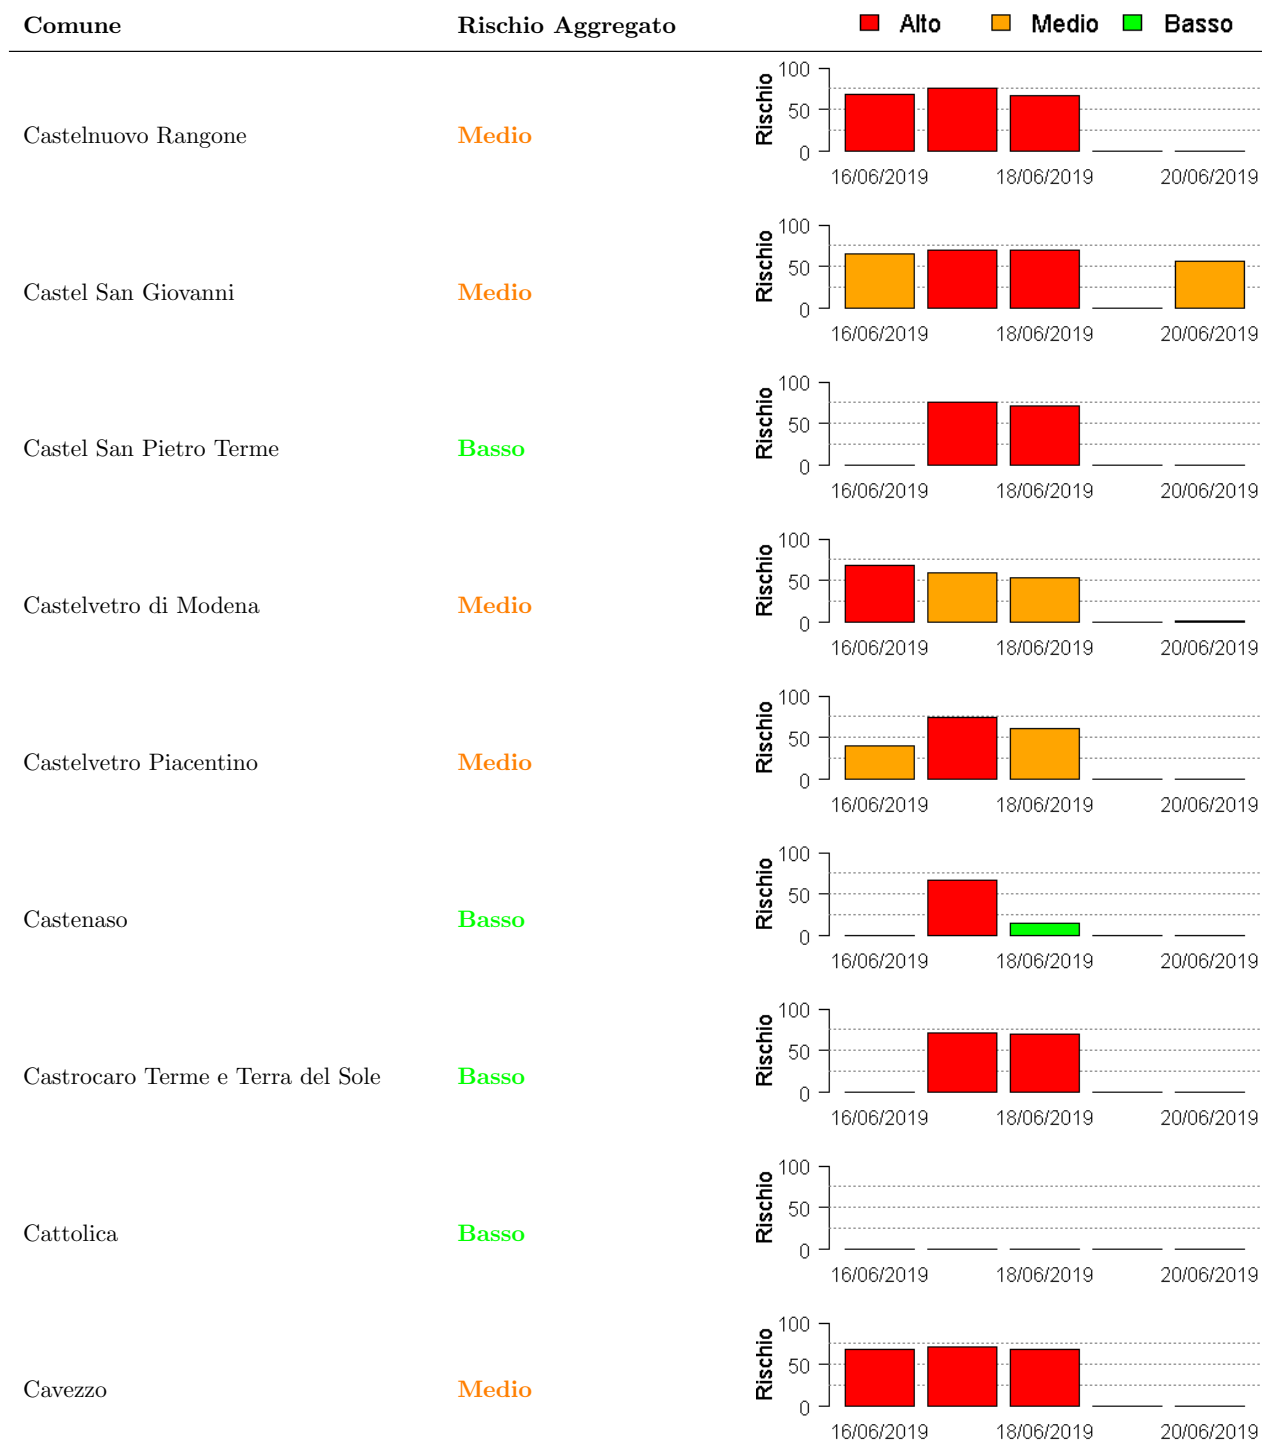 Comune Rischio Aggregato Alto Medio Basso
100
50
0
Rischio
Castelnuovo Rangone Medio
16/06/2019 18/06/2019 20/06/2019
100
50
0
Rischio
Castel San Giovanni Medio
16/06/2019 18/06/2019 20/06/2019
100
50
0
Rischio
Castel San Pietro Terme Basso
16/06/2019 18/06/2019 20/06/2019
100
50
0
Rischio
Castelvetro di Modena Medio
16/06/2019 18/06/2019 20/06/2019
100
50
0
Rischio
Castelvetro Piacentino Medio
16/06/2019 18/06/2019 20/06/2019
100
50
0
Rischio
Castenaso Basso
16/06/2019 18/06/2019 20/06/2019
100
50
0
Rischio
Castrocaro Terme e Terra del Sole Basso
16/06/2019 18/06/2019 20/06/2019
100
50
0
Rischio
Cattolica Basso
16/06/2019 18/06/2019 20/06/2019
100
50
0
Rischio
Cavezzo Medio
16/06/2019 18/06/2019 20/06/2019